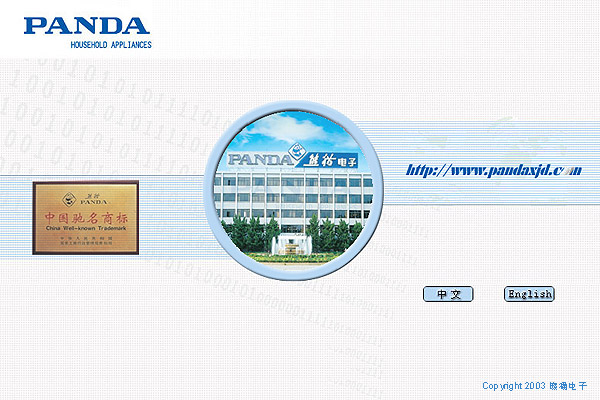 PANDA
HOUSEHOLD APPLIANCES
PANDA 熊猫电子
http://www.pandaxjd.com
熊猫
PANDA
中国驰名商标
China Well-known Trademark
中文
English
Copyright 2003 熊猫电子